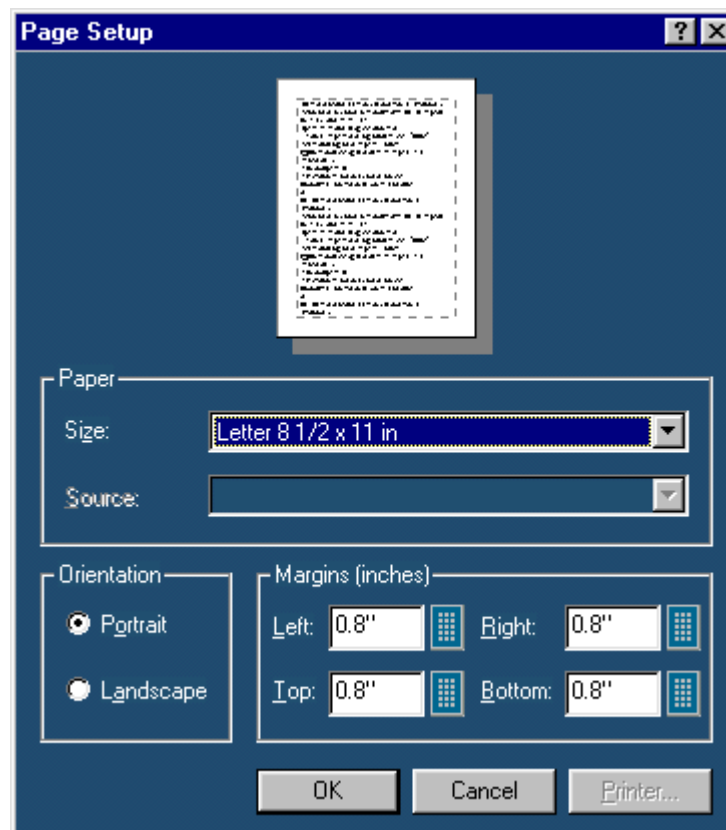 Page Setup
Paper
Size: Letter 8 1/2 x 11 in
Source:
Orientation
Portrait
Landscape
Margins (inches)
Left: 0.8" Right: 0.8"
Top: 0.8" Bottom: 0.8"
OK Cancel Printer...